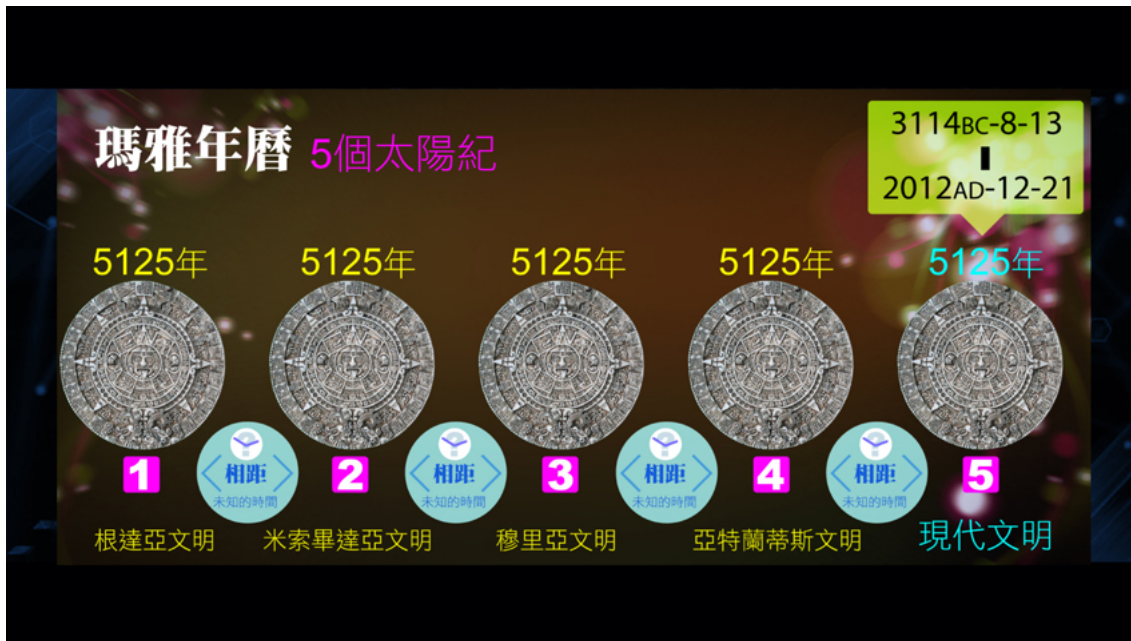 瑪雅年曆 5個太陽紀
3114BC-8-13
2012AD-12-21
5125年 5125年 5125年 5125年 5125年
相距 相距 相距 相距
未知的時間 未知的時間 未知的時間 未知的時間
1 2 3 4 5
根達亞文明 米索畢達亞文明 穆里亞文明 亞特蘭蒂斯文明 現代文明